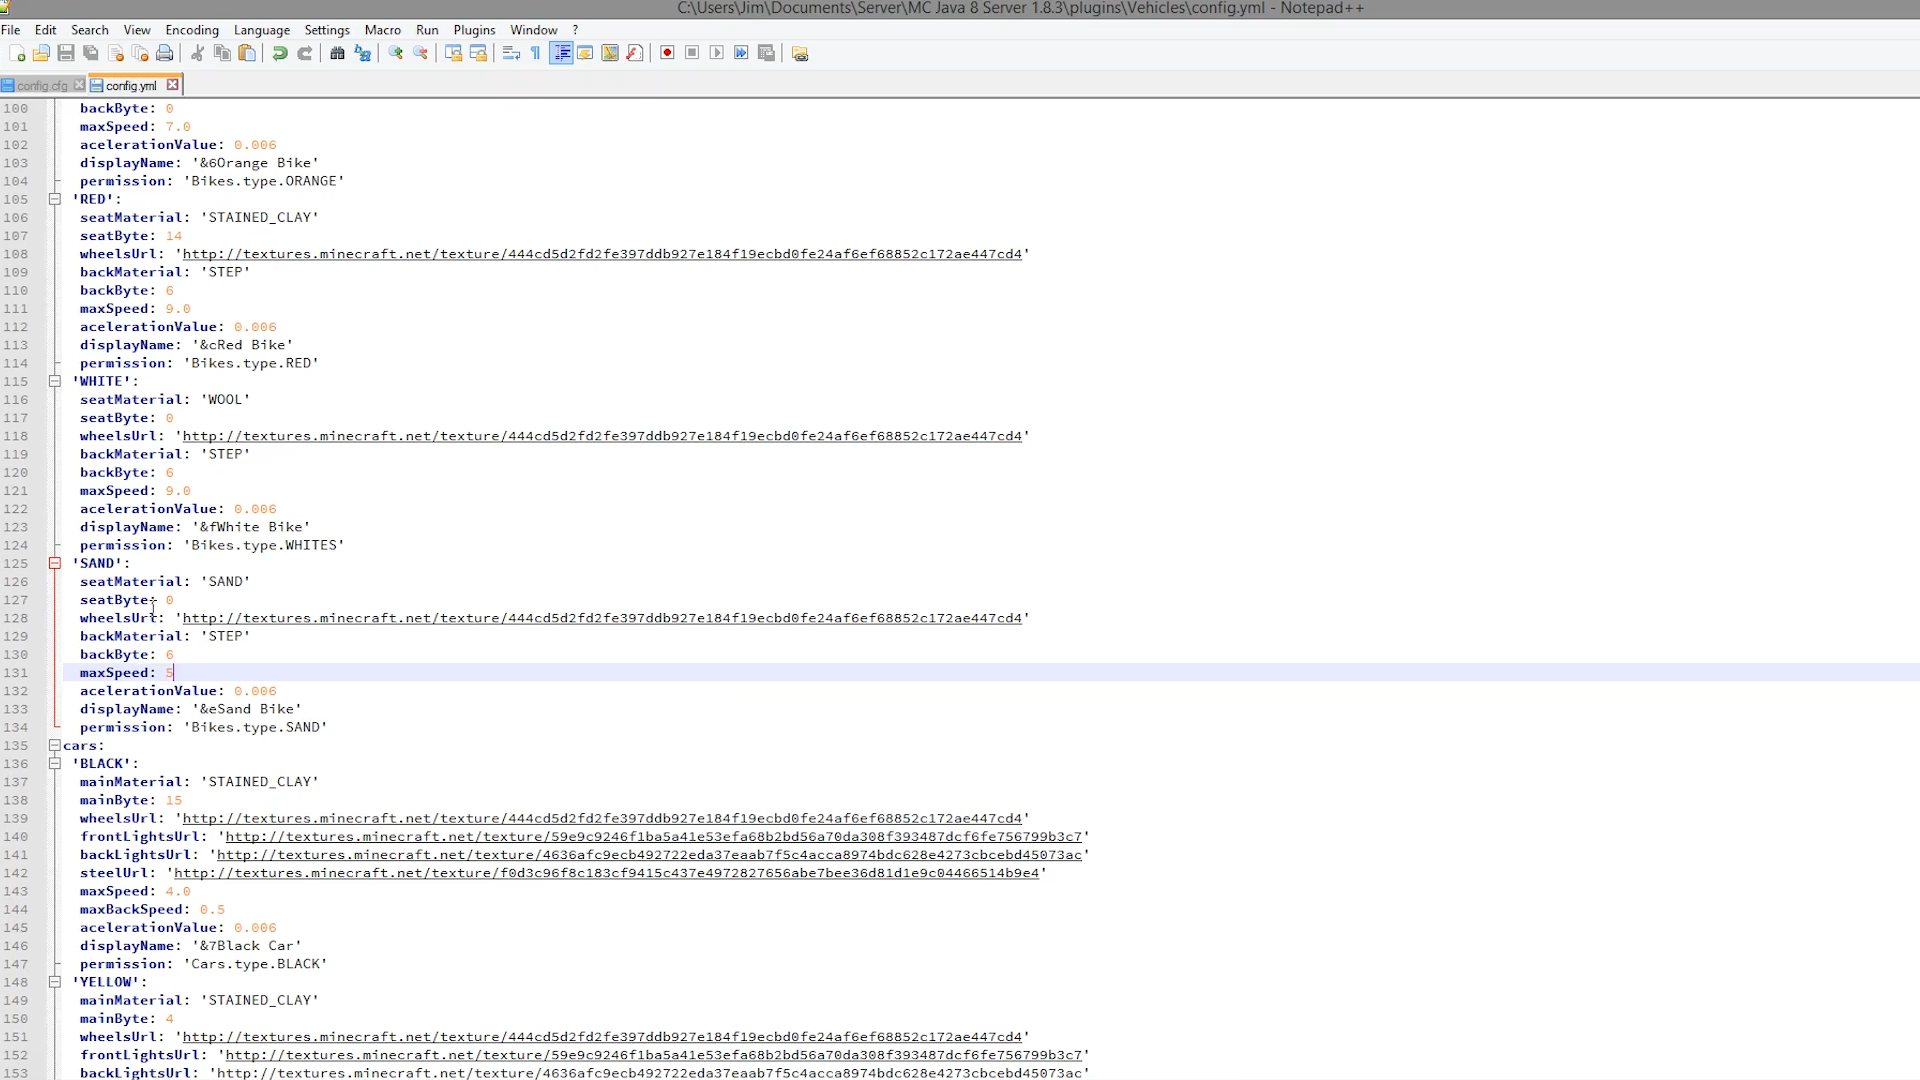 C:\Users\Jim\Documents\Server\MC Java 8 Server 1.8.3\plugins\Vehicles\config.yml - Notepad++
File Edit Search View Encoding Language Settings Macro Run Plugins Window ?
config.cfg config.yml
100 backByte: 0
101 maxSpeed: 7.0
102 acelerationValue: 0.006
103 displayName: '&6Orange Bike'
104 permission: 'Bikes.type.ORANGE'
105 'RED':
106 seatMaterial: 'STAINED_CLAY'
107 seatByte: 14
108 wheelsUrl: 'http://textures.minecraft.net/texture/444cd5d2fd2fe397ddb927e184f19ecbd0fe24af6ef68852c172ae447cd4'
109 backMaterial: 'STEP'
110 backByte: 6
111 maxSpeed: 9.0
112 acelerationValue: 0.006
113 displayName: '&cRed Bike'
114 permission: 'Bikes.type.RED'
115 'WHITE':
116 seatMaterial: 'WOOL'
117 seatByte: 0
118 wheelsUrl: 'http://textures.minecraft.net/texture/444cd5d2fd2fe397ddb927e184f19ecbd0fe24af6ef68852c172ae447cd4'
119 backMaterial: 'STEP'
120 backByte: 6
121 maxSpeed: 9.0
122 acelerationValue: 0.006
123 displayName: '&fWhite Bike'
124 permission: 'Bikes.type.WHITES'
125 'SAND':
126 seatMaterial: 'SAND'
127 seatByte: 0
128 wheelsUrl: 'http://textures.minecraft.net/texture/444cd5d2fd2fe397ddb927e184f19ecbd0fe24af6ef68852c172ae447cd4'
129 backMaterial: 'STEP'
130 backByte: 6
131 maxSpeed: 5
132 acelerationValue: 0.006
133 displayName: '&eSand Bike'
134 permission: 'Bikes.type.SAND'
135 cars:
136 'BLACK':
137 mainMaterial: 'STAINED_CLAY'
138 mainByte: 15
139 wheelsUrl: 'http://textures.minecraft.net/texture/444cd5d2fd2fe397ddb927e184f19ecbd0fe24af6ef68852c172ae447cd4'
140 frontLightsUrl: 'http://textures.minecraft.net/texture/59e9c9246f1ba5a41e53efa68b2bd56a70da308f393487dcf6fe756799b3c7'
141 backLightsUrl: 'http://textures.minecraft.net/texture/4636afc9ecb492722eda37eaab7f5c4acca8974bdc628e4273cbcebd45073ac'
142 steelUrl: 'http://textures.minecraft.net/texture/f0d3c96f8c183cf9415c437e4972827656abe7bee36d81d1e9c04466514b9e4'
143 maxSpeed: 4.0
144 maxBackSpeed: 0.5
145 acelerationValue: 0.006
146 displayName: '&7Black Car'
147 permission: 'Cars.type.BLACK'
148 'YELLOW':
149 mainMaterial: 'STAINED_CLAY'
150 mainByte: 4
151 wheelsUrl: 'http://textures.minecraft.net/texture/444cd5d2fd2fe397ddb927e184f19ecbd0fe24af6ef68852c172ae447cd4'
152 frontLightsUrl: 'http://textures.minecraft.net/texture/59e9c9246f1ba5a41e53efa68b2bd56a70da308f393487dcf6fe756799b3c7'
153 backLightsUrl: 'http://textures.minecraft.net/texture/4636afc9ecb492722eda37eaab7f5c4acca8974bdc628e4273cbcebd45073ac'